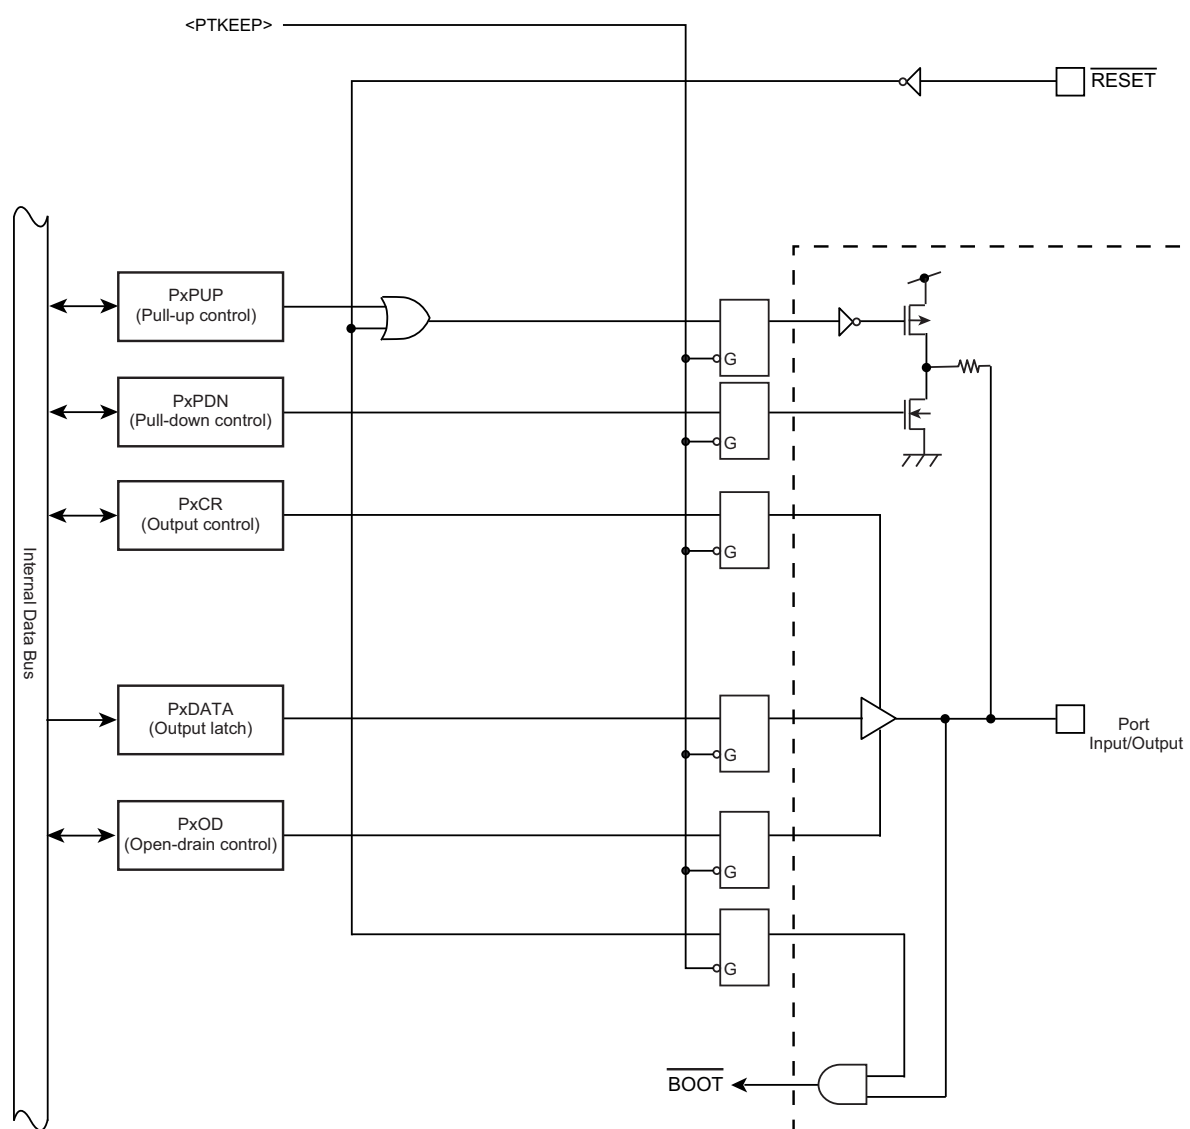 <PTKEEP>
RESET
PxPUP
(Pull-up control)
G
PxPDN
(Pull-down control)
G
PxCR
(Output control)
G
Internal Data Bus
PxDATA
(Output latch)
G
Port
Input/Output
PxOD
(Open-drain control)
G
G
BOOT